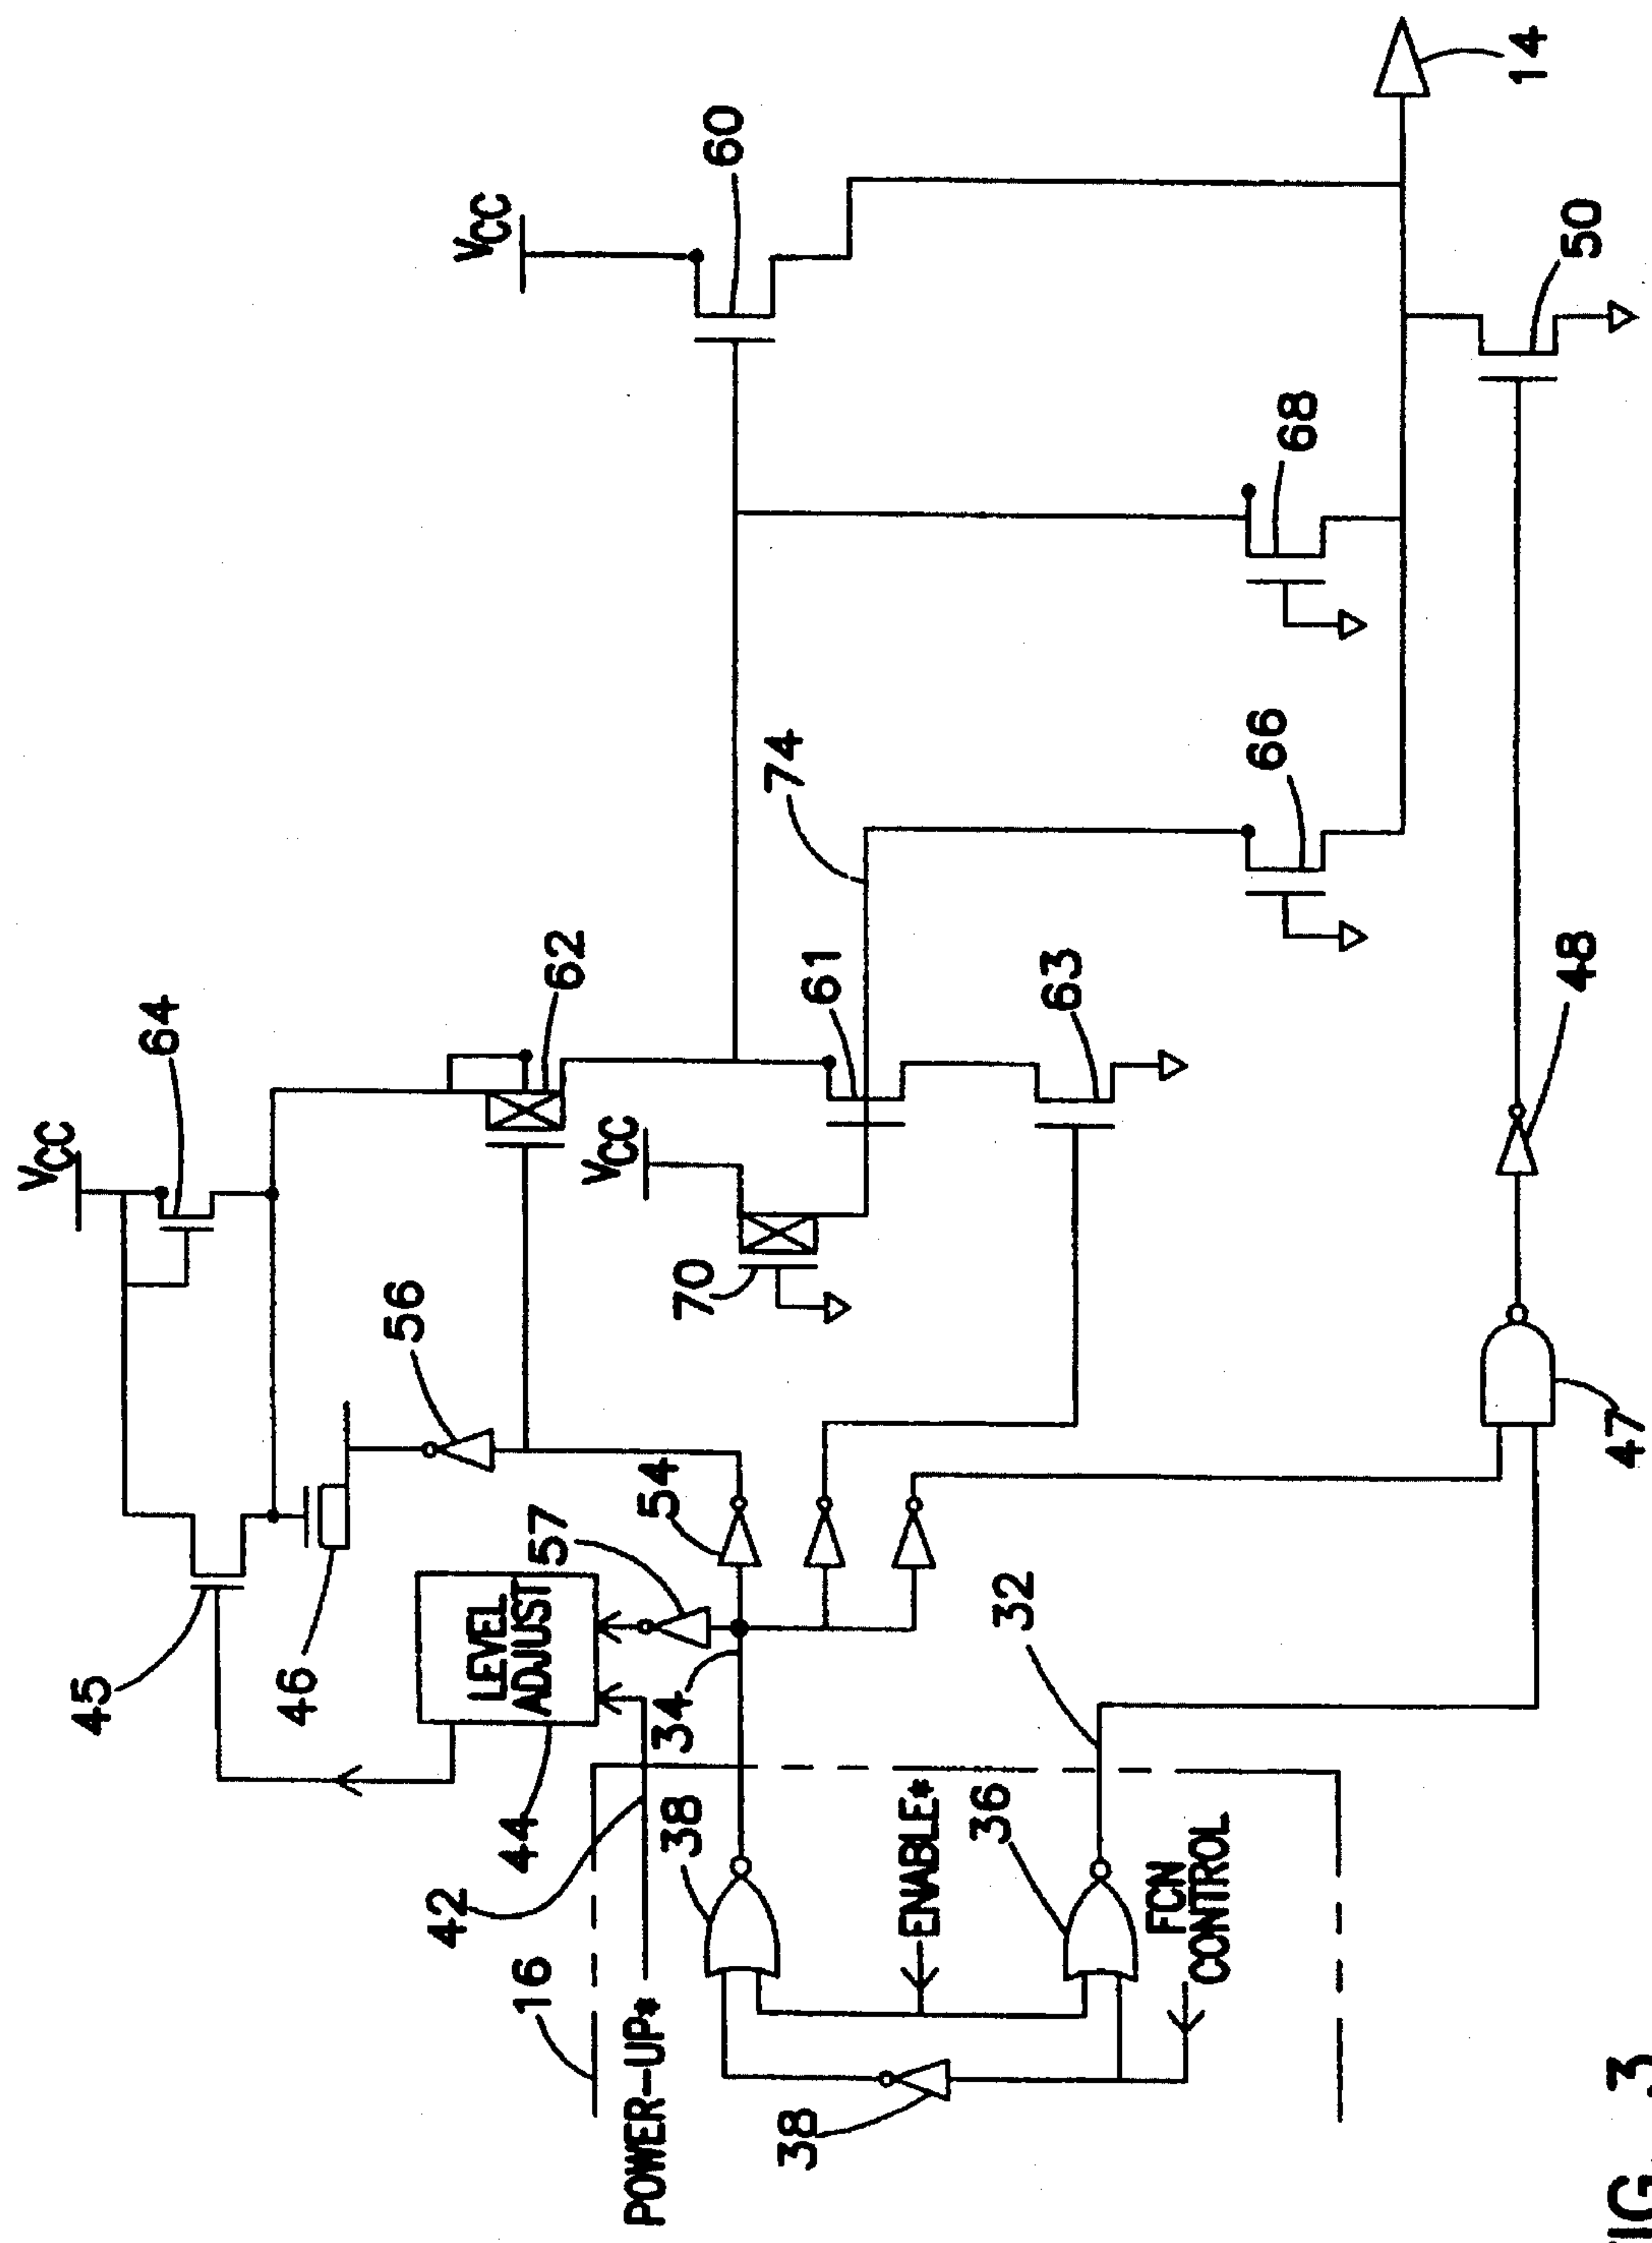 VCC
45
64
46
56
42
VCC
LEVEL
ADJUST
44
16
57
62
VCC
POWER-UP*
54
34
38
70
60
74
38
61
ENABLE*
36
32
63
FCN
CONTROL
66
68
14
48
50
47
IG. 3